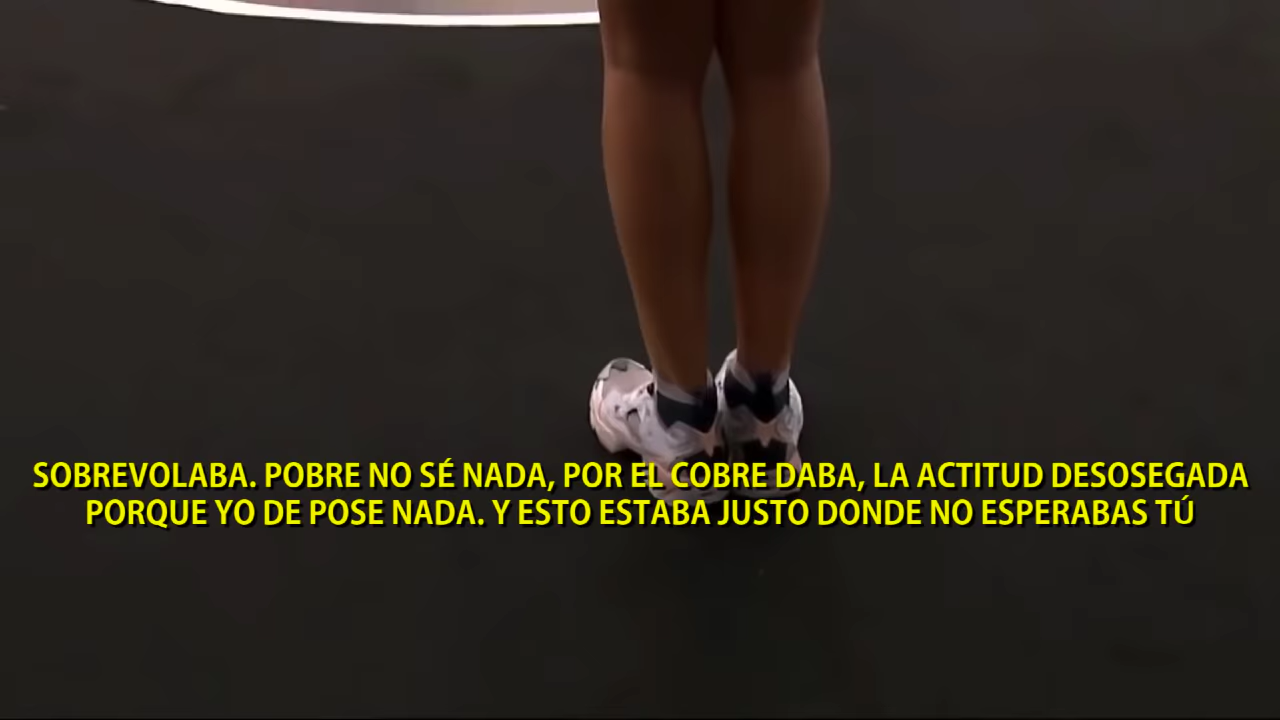 SOBREVOLABA. POBRE NO SÉ NADA, POR EL COBRE DABA, LA ACTITUD DESOSEGADA
PORQUE YO DE POSE NADA. Y ESTO ESTABA JUSTO DONDE NO ESPERABAS TÚ